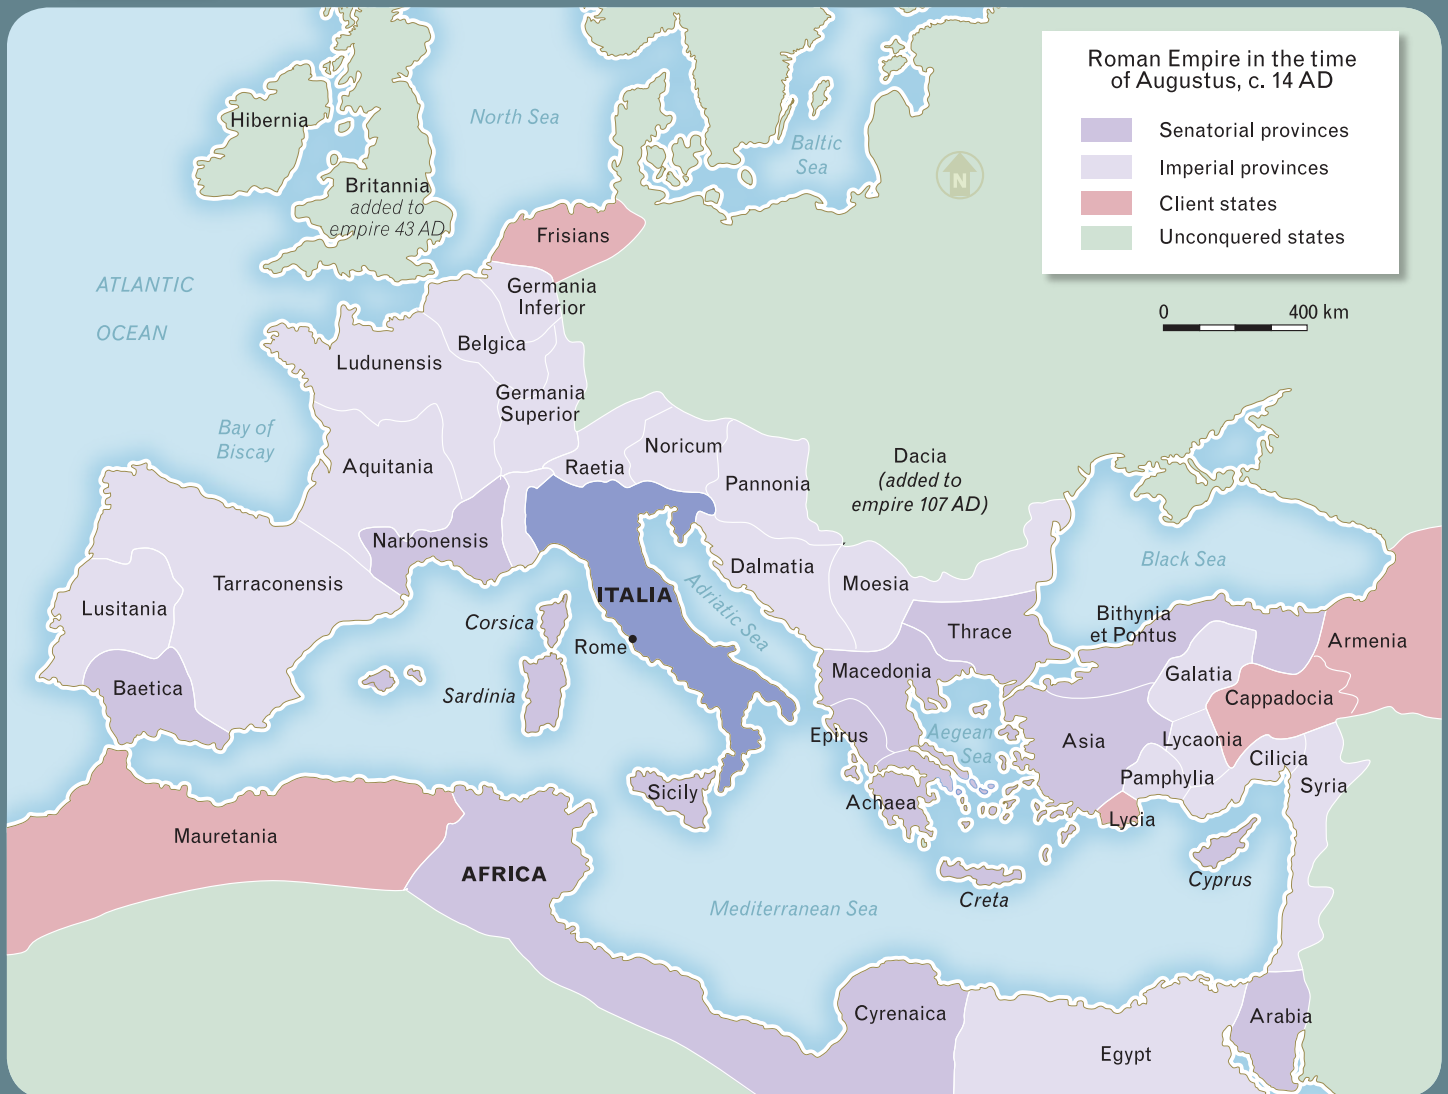 Roman Empire in the time
of Augustus, c. 14 AD
Senatorial provinces
Imperial provinces
Client states
Unconquered states
0 400 km
N
Hibernia
North Sea
Baltic
Sea
Britannia
added to
empire 43 AD
Frisians
ATLANTIC
OCEAN
Germania
Inferior
Belgica
Ludunensis
Germania
Superior
Bay of
Biscay
Aquitania
Raetia
Noricum
Pannonia
Dacia
(added to
empire 107 AD)
Narbonensis
Tarraconensis
Lusitania
Baetica
Corsica
Sardinia
ITALIA
Rome
Adriatic Sea
Dalmatia
Moesia
Black Sea
Thrace
Macedonia
Epirus
Achaea
Aegean
Sea
Bithynia
et Pontus
Galatia
Armenia
Cappadocia
Asia
Lycaonia
Cilicia
Pamphylia
Syria
Lycia
Sicily
Mauretania
AFRICA
Mediterranean Sea
Creta
Cyprus
Cyrenaica
Egypt
Arabia